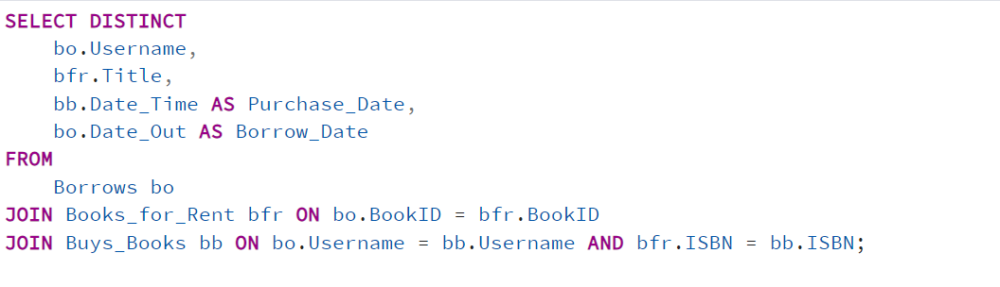 SELECT DISTINCT
    bo.Username,
    bfr.Title,
    bb.Date_Time AS Purchase_Date,
    bo.Date_Out AS Borrow_Date
FROM
    Borrows bo
JOIN Books_for_Rent bfr ON bo.BookID = bfr.BookID
JOIN Buys_Books bb ON bo.Username = bb.Username AND bfr.ISBN = bb.ISBN;